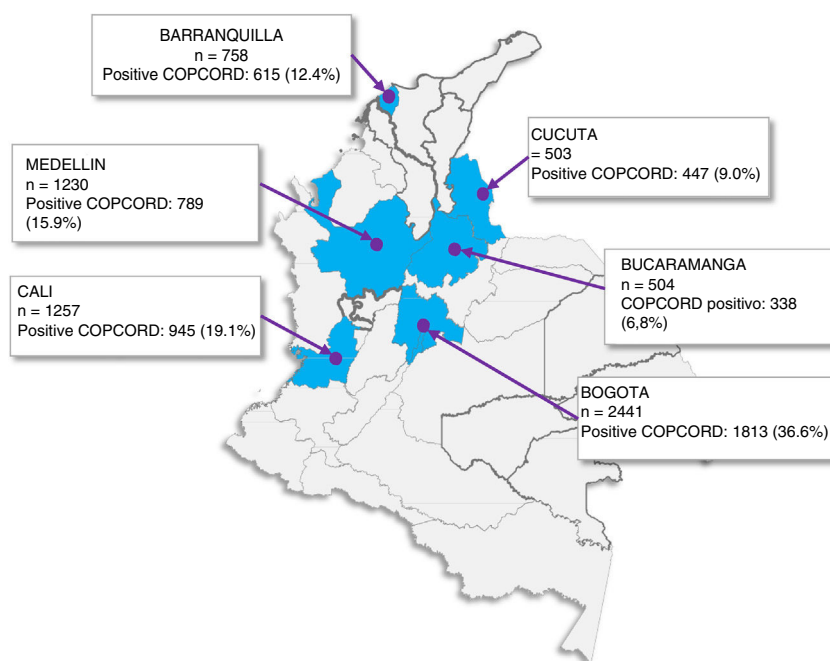 BARRANQUILLA
n = 758
Positive COPCORD: 615 (12.4%)
CUCUTA
= 503
Positive COPCORD: 447 (9.0%)
MEDELLIN
n = 1230
Positive COPCORD: 789
(15.9%)
BUCARAMANGA
n = 504
COPCORD positivo: 338
(6,8%)
CALI
n = 1257
Positive COPCORD: 945 (19.1%)
BOGOTA
n = 2441
Positive COPCORD: 1813 (36.6%)